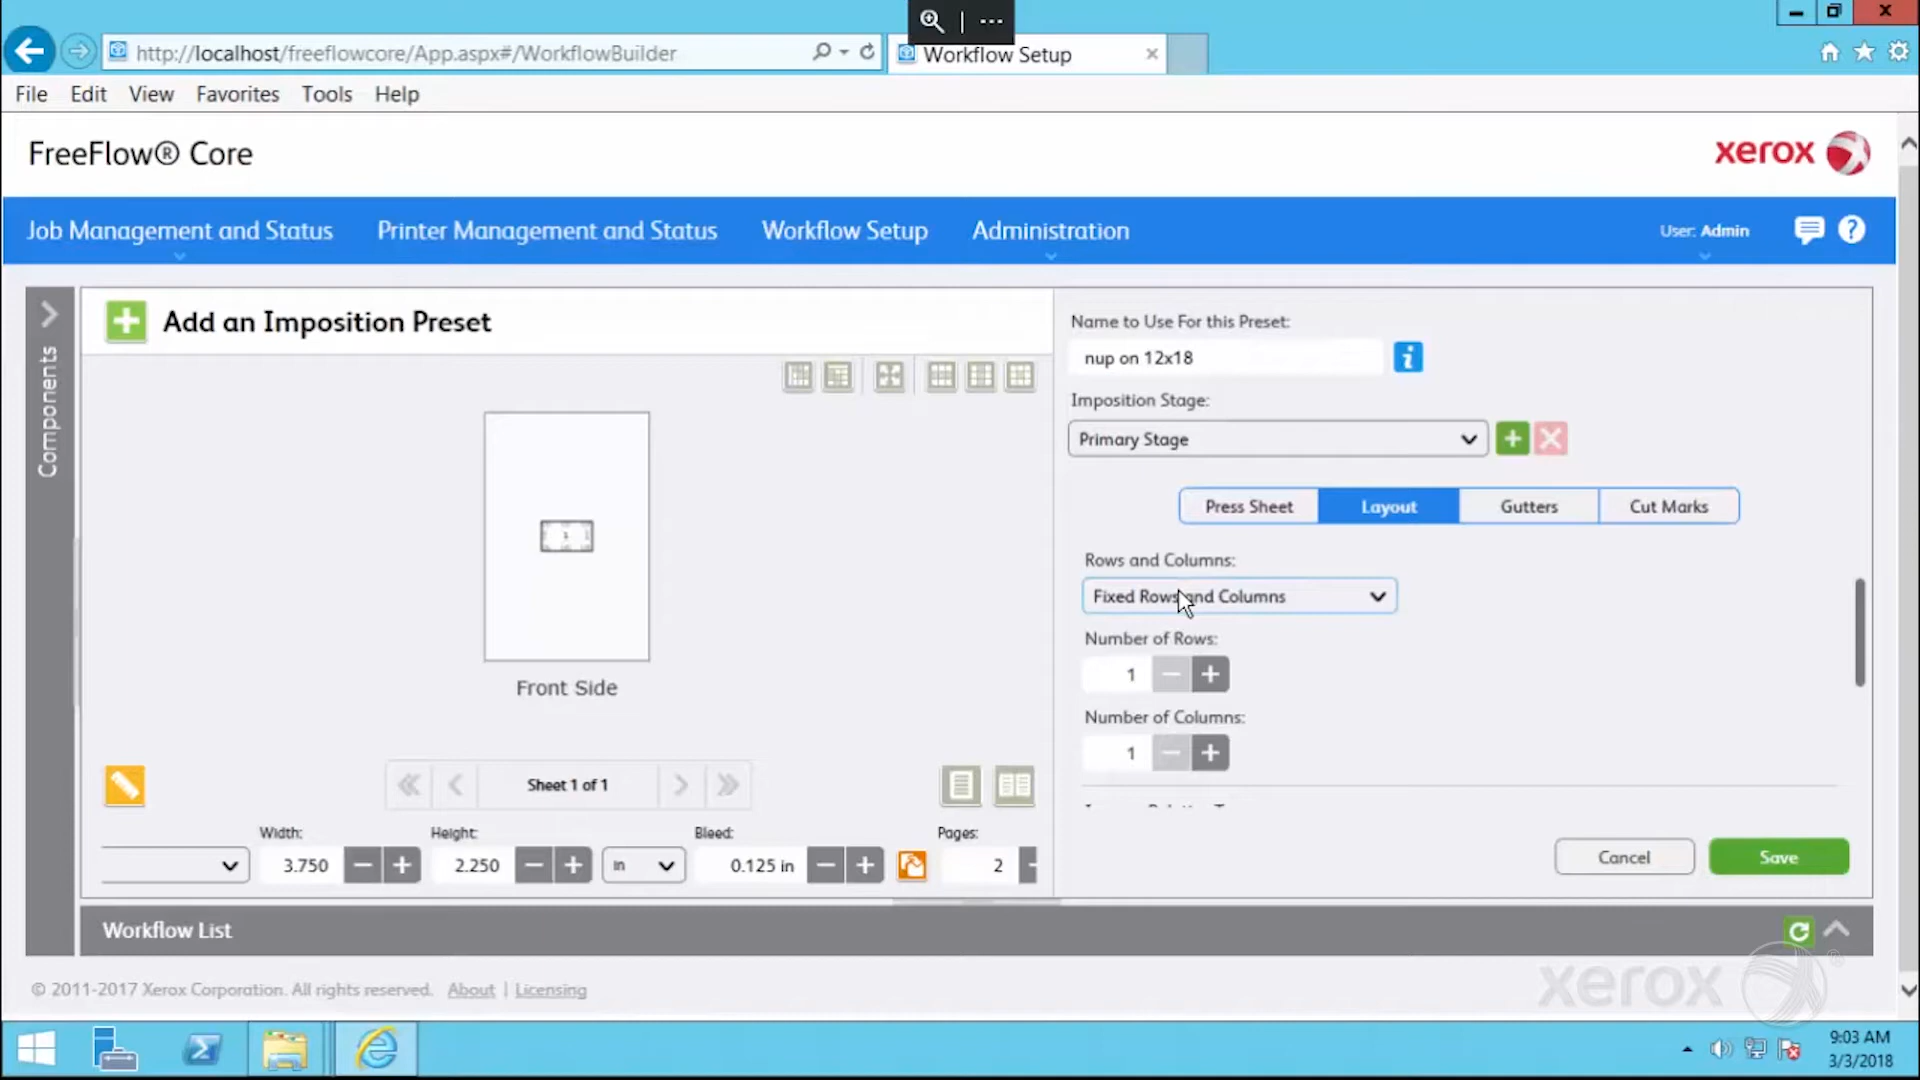 http://localhost/freeflowcore/App.aspx#/WorkflowBuilder
Workflow Setup
File Edit View Favorites Tools Help
FreeFlow® Core
xerox
Job Management and Status Printer Management and Status Workflow Setup Administration
User: Admin
Components
Add an Imposition Preset
Name to Use For this Preset:
nup on 12x18
Imposition Stage:
Primary Stage
Press Sheet Layout Gutters Cut Marks
Rows and Columns:
Fixed Rows and Columns
Number of Rows:
1
Number of Columns:
1
Front Side
Sheet 1 of 1
Width: Height: Bleed: Pages:
3.750 2.250 in 0.125 in 2
Cancel Save
Workflow List
© 2011-2017 Xerox Corporation. All rights reserved. About | Licensing
xerox ®
9:03 AM
3/3/2018